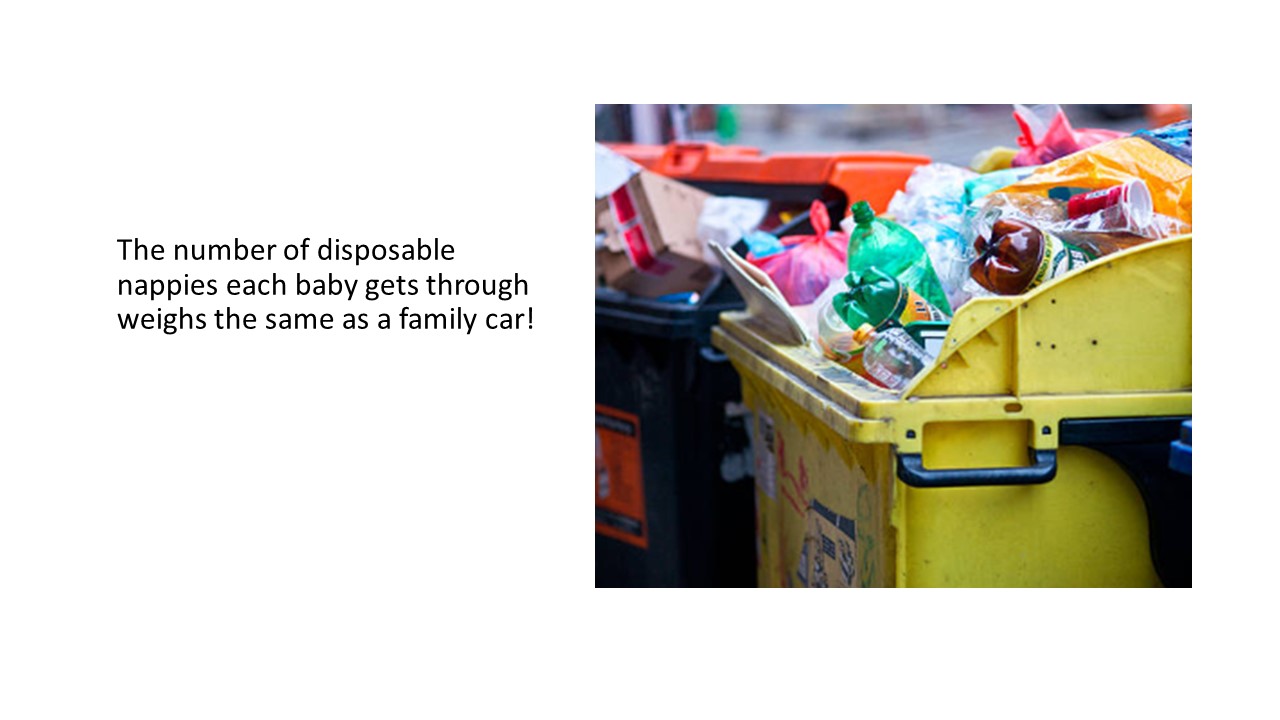 The number of disposable
nappies each baby gets through
weighs the same as a family car!